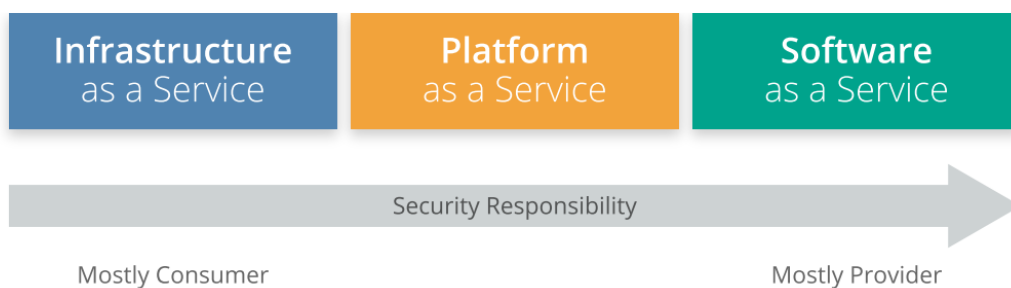 Infrastructure
as a Service
Platform
as a Service
Software
as a Service
Security Responsibility
Mostly Consumer
Mostly Provider